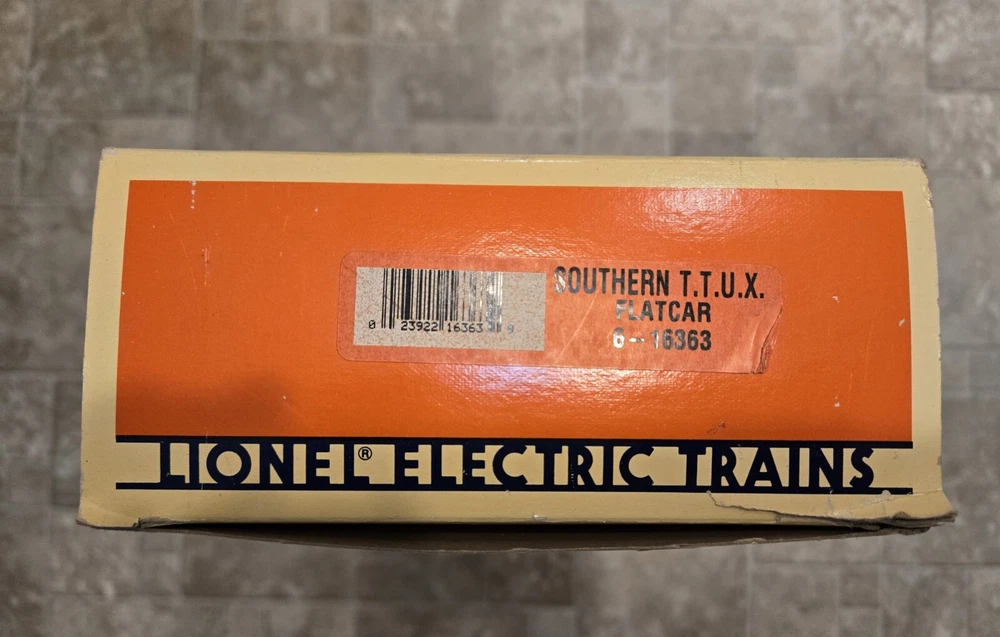 SOUTHERN T.T.U.X.
FLATCAR
6-16363
0 23922 16363 9
LIONEL® ELECTRIC TRAINS